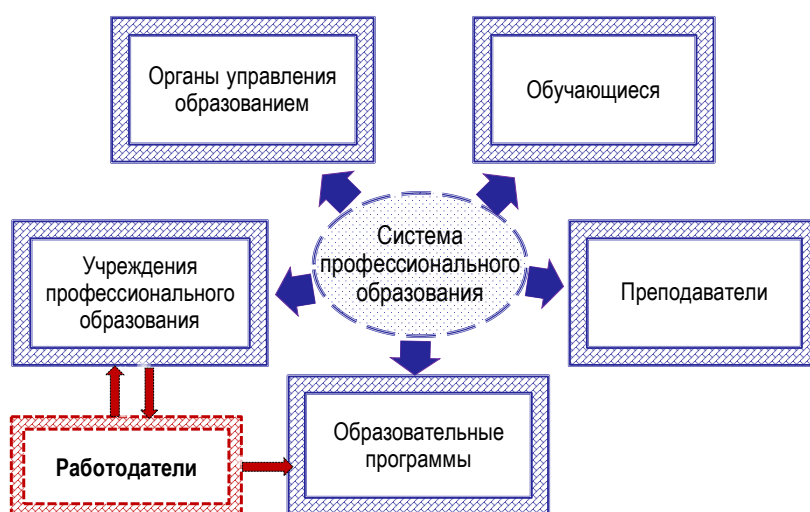 Органы управления
образованием
Обучающиеся
Система
профессионального
образования
Учреждения
профессионального
образования
Преподаватели
Образовательные
программы
Работодатели